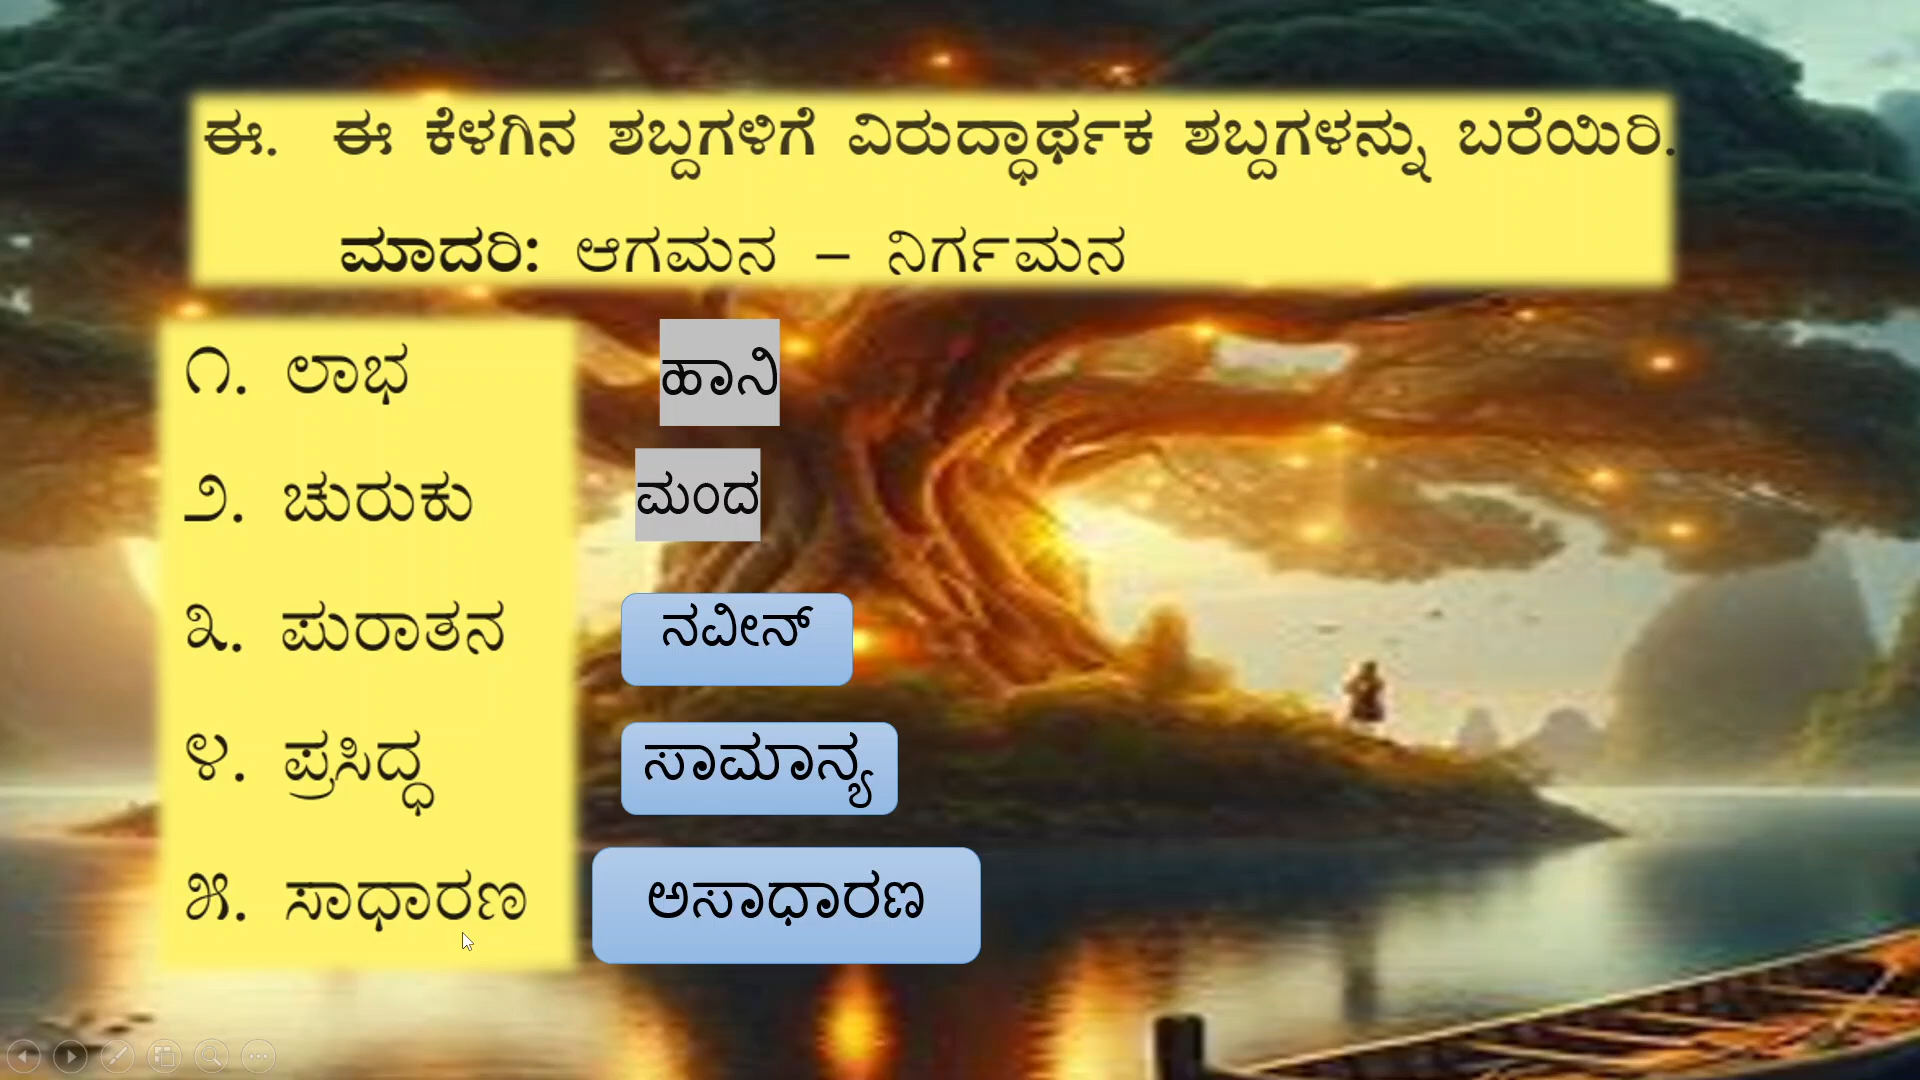 ಈ. ಈ ಕೆಳಗಿನ ಶಬ್ದಗಳಿಗೆ ವಿರುದ್ಧಾರ್ಥಕ ಶಬ್ದಗಳನ್ನು ಬರೆಯಿರಿ.
ಮಾದರಿ: ಆಗಮನ – ನಿರ್ಗಮನ
೧. ಲಾಭ ಹಾನಿ
೨. ಚುರುಕು ಮಂದ
೩. ಪುರಾತನ ನವೀನ್
೪. ಪ್ರಸಿದ್ಧ ಸಾಮಾನ್ಯ
೫. ಸಾಧಾರಣ ಅಸಾಧಾರಣ